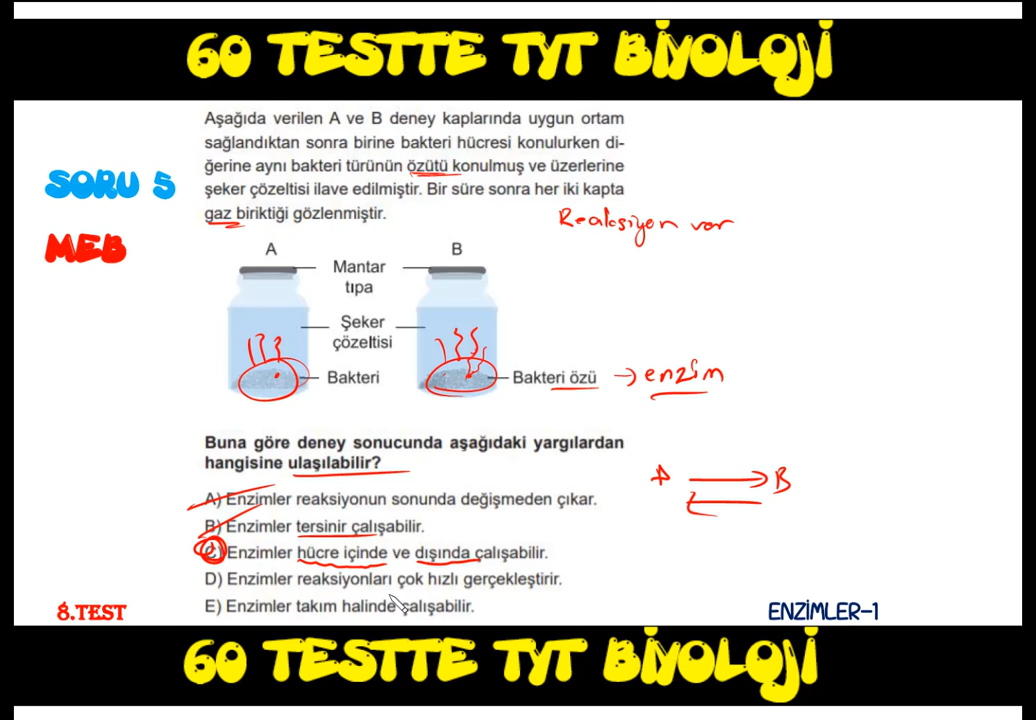 60 TESTTE TYT BİYOLOJİ
SORU 5
MEB
Aşağıda verilen A ve B deney kaplarında uygun ortam
sağlandıktan sonra birine bakteri hücresi konulurken di-
ğerine aynı bakteri türünün özütü konulmuş ve üzerlerine
şeker çözeltisi ilave edilmiştir. Bir süre sonra her iki kapta
gaz biriktiği gözlenmiştir.
Reaksiyon var
A
B
Mantar
tıpa
Şeker
çözeltisi
Bakteri
Bakteri özü
→ enzim
Buna göre deney sonucunda aşağıdaki yargılardan
hangisine ulaşılabilir?
A → B
A) Enzimler reaksiyonun sonunda değişmeden çıkar.
B) Enzimler tersinir çalışabilir.
C) Enzimler hücre içinde ve dışında çalışabilir.
D) Enzimler reaksiyonları çok hızlı gerçekleştirir.
E) Enzimler takım halinde çalışabilir.
8.TEST
ENZİMLER-1
60 TESTTE TYT BİYOLOJİ